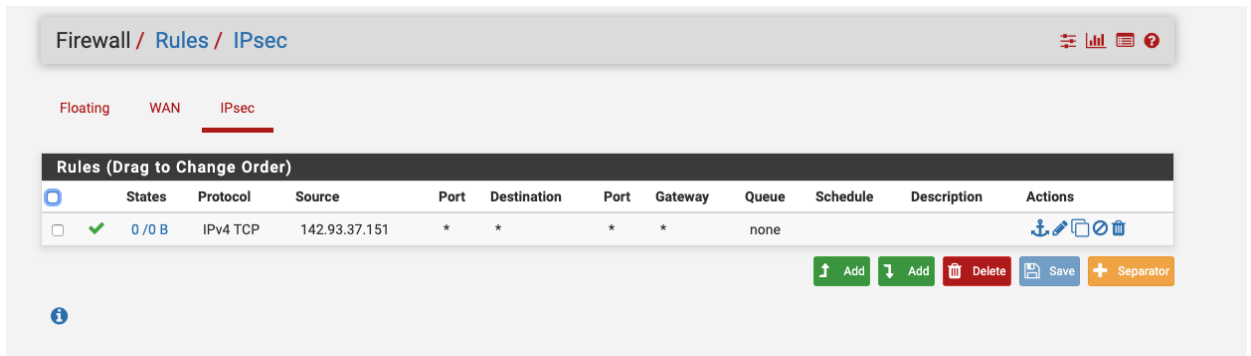 Firewall / Rules / IPsec
Floating WAN IPsec
Rules (Drag to Change Order)
States Protocol Source Port Destination Port Gateway Queue Schedule Description Actions
0 /0 B IPv4 TCP 142.93.37.151 * * * * none
Add Add Delete Save Separator